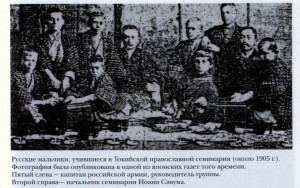 Русские мальчики, учившиеся в Токийской православной семинарии (около 1905 г.).
Фотография была опубликована в одной из японских газет того времени.
Пятый слева — капитан российской армии, руководитель группы.
Второй справа — начальник семинарии Иоанн Сэнума.